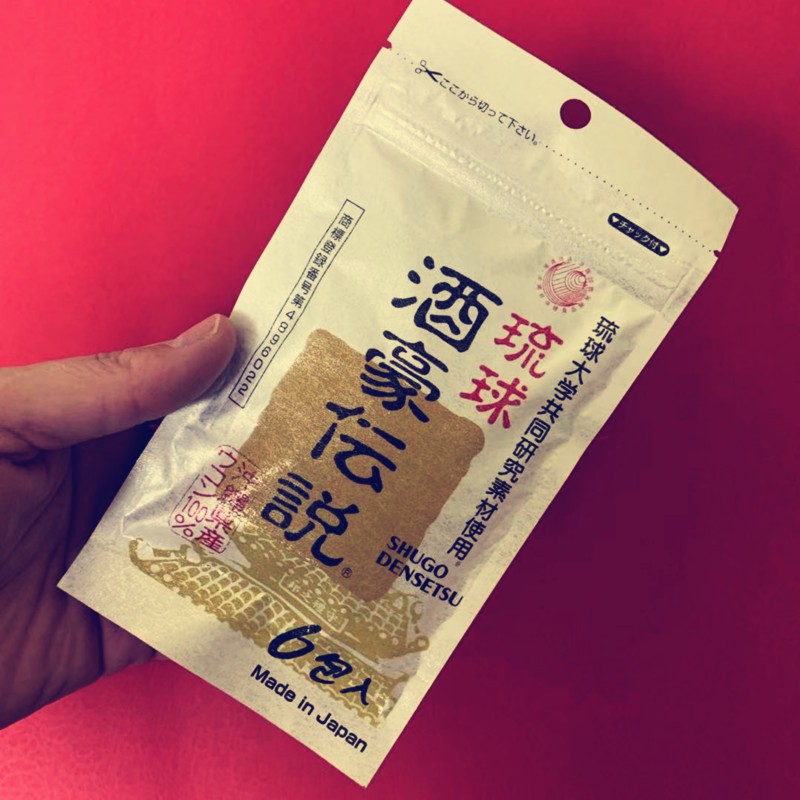 ここから切って下さい。
▼チャック付▼
琉球大学共同研究素材使用
琉球
酒豪伝説®
商標登録番号第4996022
SHUGO
DENSETSU
沖縄県産
ウコン100%
6包入
Made in Japan